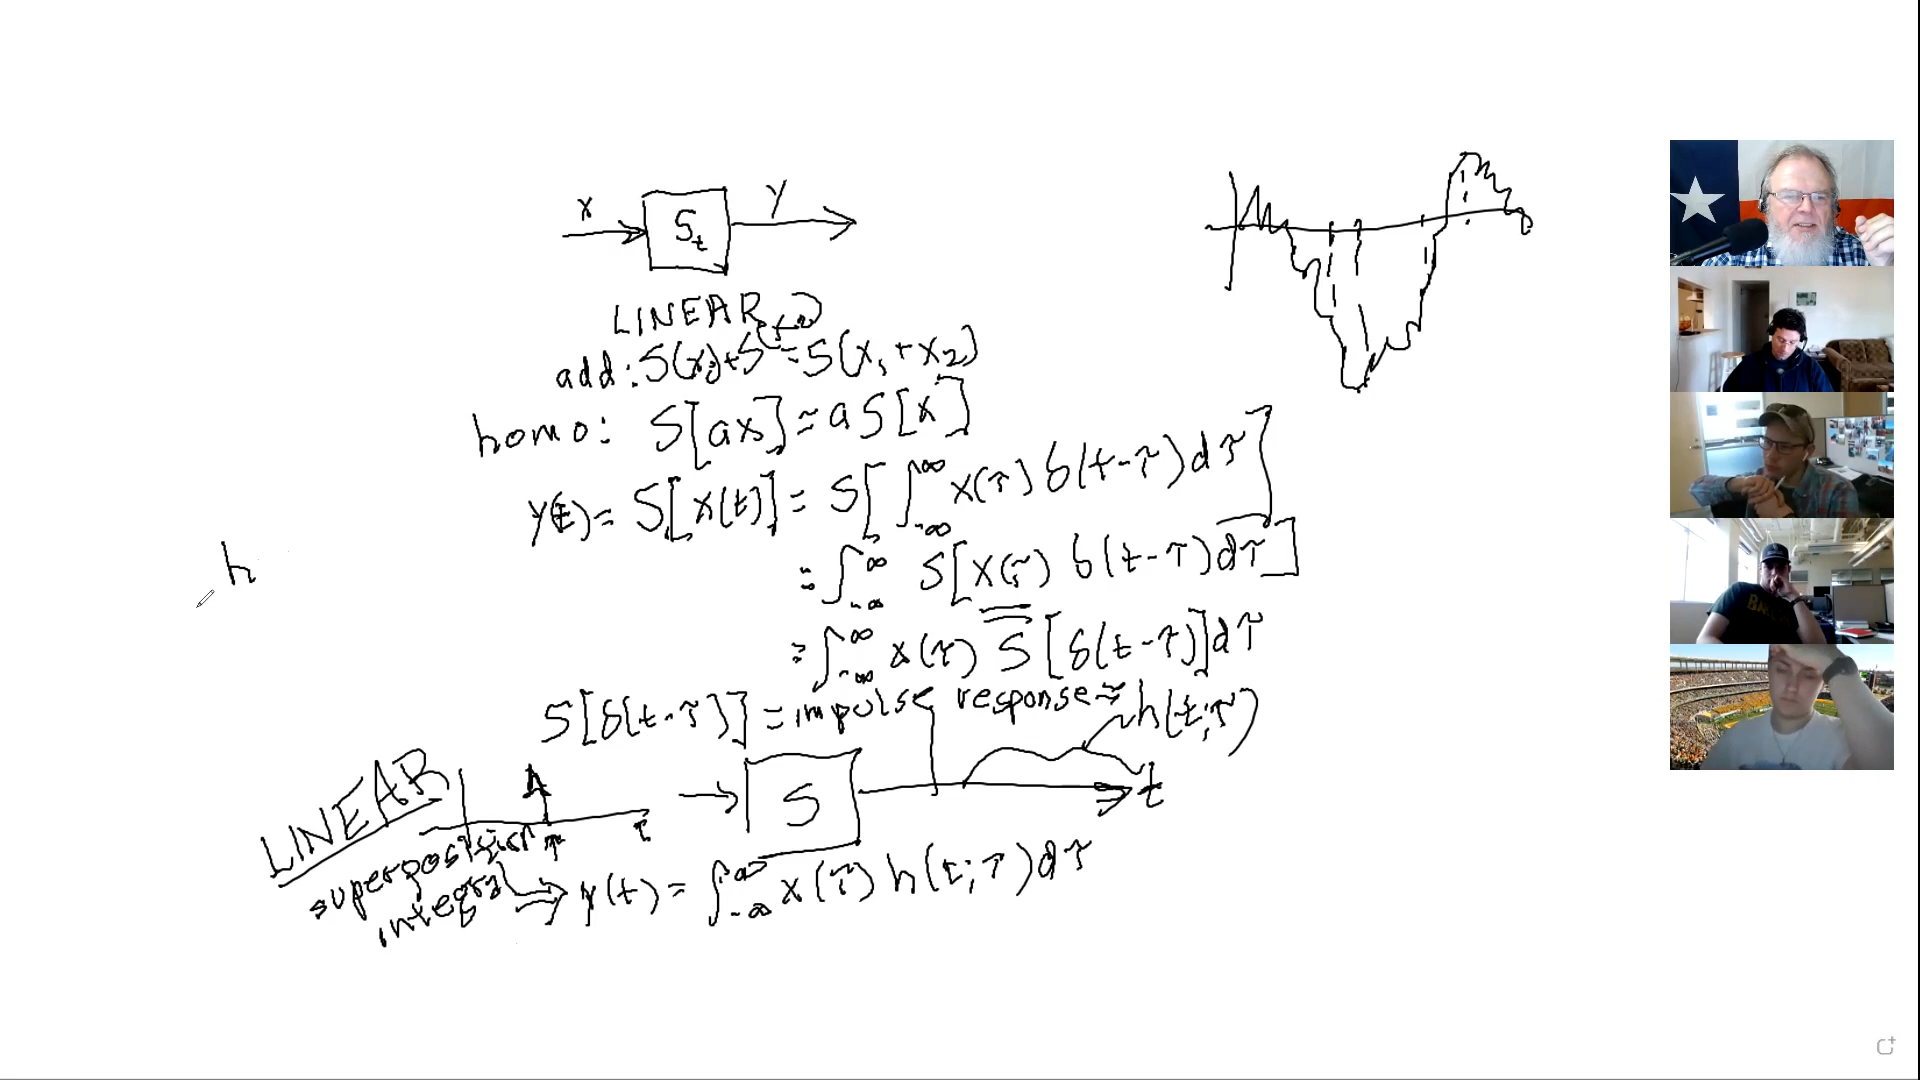 x S_t y
LINEAR
add: S(x₁)+S(x₂)=S(x₁+x₂)
homo: S[ax]=aS[x]
y(t)=S[x(t)]=S[∫_{-∞}^{∞} x(τ)δ(t-τ)dτ]
=∫_{-∞}^{∞} S[x(τ)δ(t-τ)dτ]
h
=∫_{-∞}^{∞} x(τ)S[δ(t-τ)]dτ
S[δ(t-τ)]=impulse response=h(t;τ)
LINEAR
τ t S t
superposition
integral → y(t)=∫_{-∞}^{∞} x(τ)h(t;τ)dτ